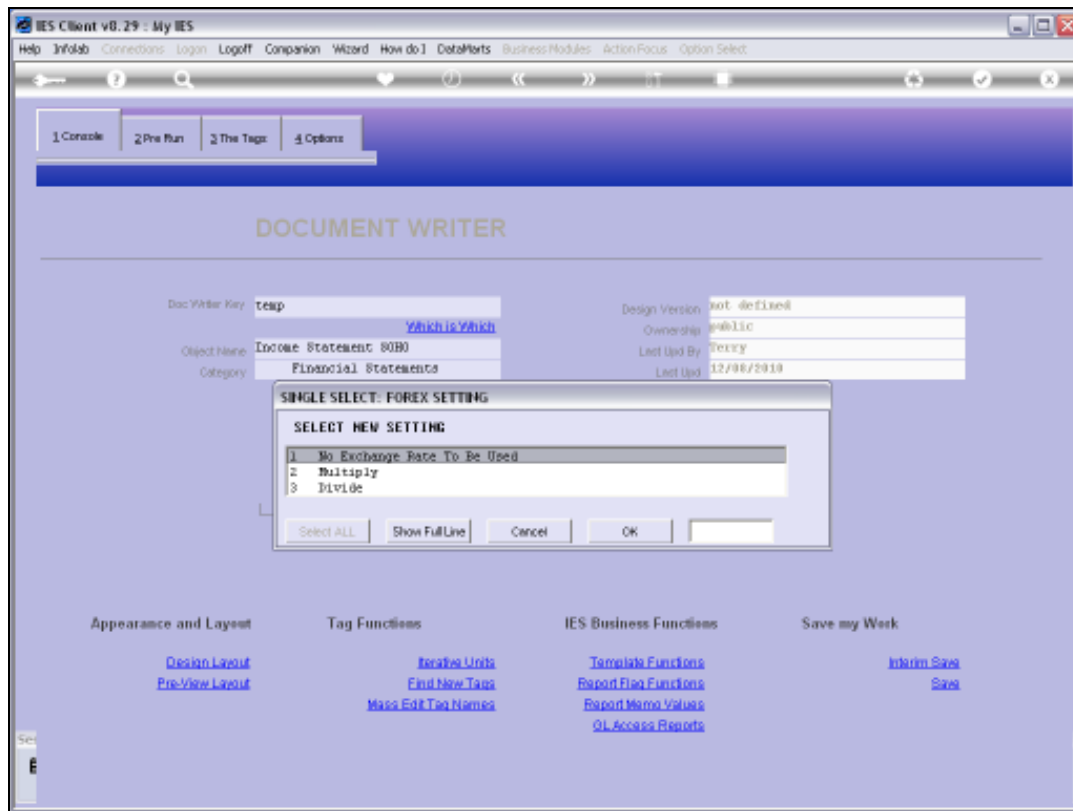 IES Client v8.29 : My IES
Help Infolab Connections Logon Logoff Companion Wizard How do I DataMarts Business Modules Action Focus Option Select
1 Console 2 Pre Run 3 The Tags 4 Options
DOCUMENT WRITER
Doc Writer Key temp
Design Version not defined
Which is Which
Ownership public
Object Name Income Statement SOHO
Last Upd By Terry
Category Financial Statements
Last Upd 12/08/2010
SINGLE SELECT: FOREX SETTING
SELECT NEW SETTING
1 No Exchange Rate To Be Used
2 Multiply
3 Divide
Select ALL Show Full Line Cancel OK
Appearance and Layout Tag Functions IES Business Functions Save my Work
Design Layout Iterative Units Template Functions Interim Save
Pre-View Layout Find New Tags Report Flag Functions Save
Mass Edit Tag Names Report Memo Values
GL Access Reports